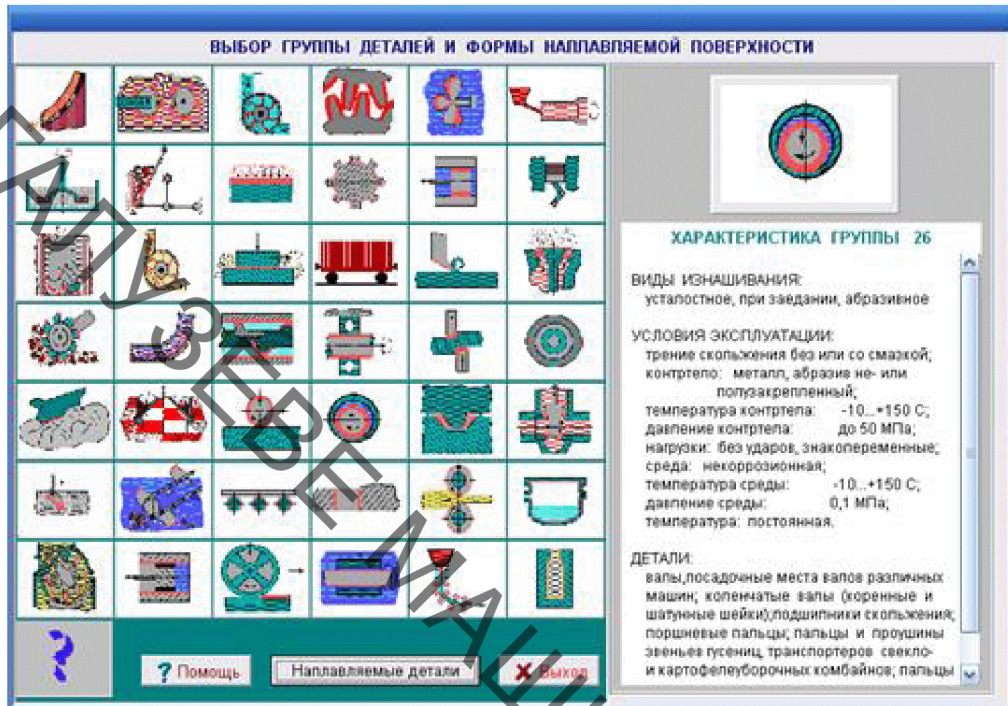 ВЫБОР ГРУППЫ ДЕТАЛЕЙ И ФОРМЫ НАПЛАВЛЯЕМОЙ ПОВЕРХНОСТИ
ХАРАКТЕРИСТИКА ГРУППЫ 26
ВИДЫ ИЗНАШИВАНИЯ:
усталостное, при заедании, абразивное
УСЛОВИЯ ЭКСПЛУАТАЦИИ:
трение скольжения без или со смазкой;
контртело: металл, абразив не- или
полузакрепленный;
температура контртела: -10...+150 С;
давление контртела: до 50 МПа;
нагрузки: без ударов, знакопеременные;
среда: некоррозионная;
температура среды: -10...+150 С;
давление среды: 0,1 МПа;
температура: постоянная.
ДЕТАЛИ:
валы,посадочные места валов различных
машин; коленчатые валы (коренные и
шатунные шейки);подшипники скольжения;
поршневые пальцы; пальцы и проушины
звеньев гусениц, транспортеров свекло-
и картофелеуборочных комбайнов; пальцы
? Помощь
Наплавляемые детали
Выход